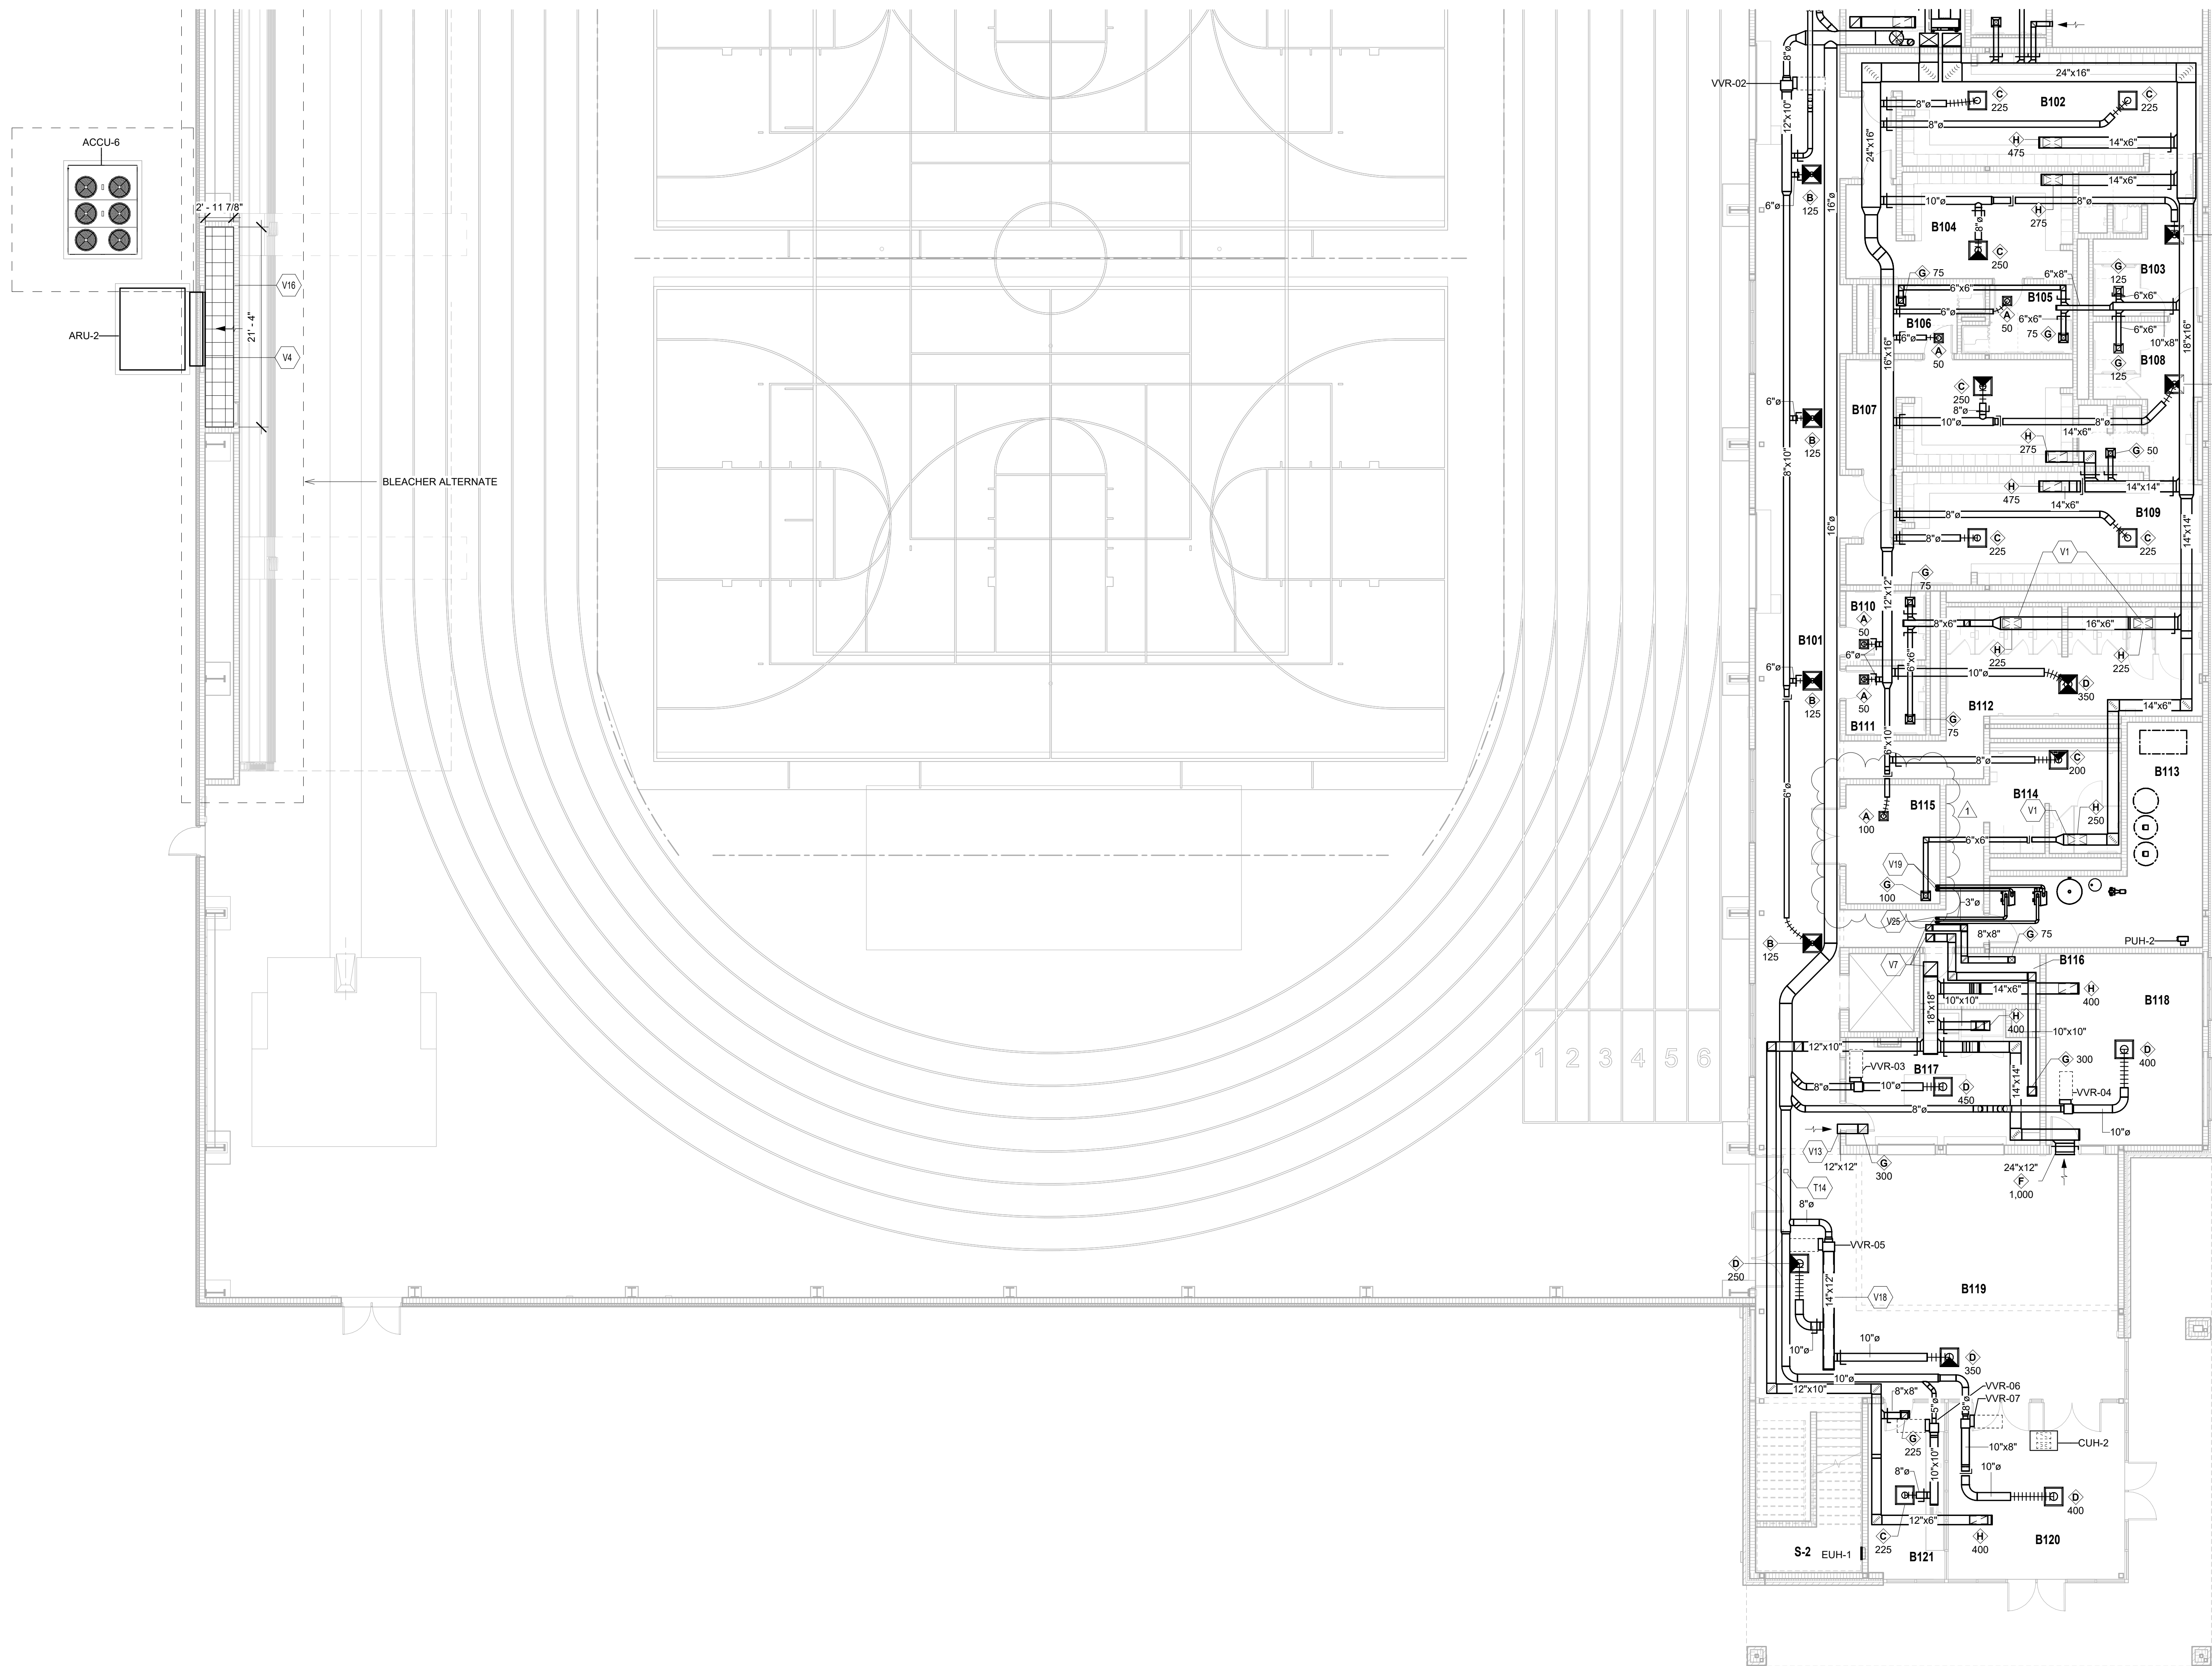 ACCU-6
2' - 11 7/8"
V16
ARU-2
21' - 4"
V4
BLEACHER ALTERNATE
1 2 3 4 5 6
VVR-02
8"ø
12"x10"
24"x16"
C
225
B102
C
225
8"ø
8"ø
24"x16"
H
475
14"x6"
14"x6"
B
125
6"ø
16"ø
10"ø
8"ø
H
275
B104
8"ø
C
250
G 75
6"x8"
G
125
B103
6"x6"
B105
6"x6"
6"ø
A
50
6"x6"
6"x6"
B106
6"ø
75 G
10"x8"
18"x16"
A
50
16"x16"
G
125
B108
C
250
8"ø
6"ø
B107
10"ø
8"ø
B
125
14"x6"
H
275
G 50
8"x10"
H
475
14"x14"
14"x6"
B109
8"ø
16"ø
8"ø
C
225
C
225
14"x14"
V1
G
75
12"x12"
B110
A
50
8"x6"
16"x6"
B101
H
225
H
225
6"ø
6"x6"
6"ø
10"ø
D
350
B
125
A
50
B112
14"x6"
B111
G
75
6"x10"
8"ø
C
200
B113
6"ø
B114
B115
1
V1
H
250
A
100
6"x6"
V19
G
100
3"ø
V25
8"x8"
G 75
PUH-2
B
125
V7
B116
14"x6"
H
400
B118
10"x10"
18"x18"
H
400
10"x10"
12"x10"
G 300
D
400
B117
VVR-03
14"x14"
8"ø
10"ø
D
450
VVR-04
8"ø
10"ø
V13
12"x12"
G
300
24"x12"
F
1,000
T14
8"ø
VVR-05
D
250
14"x12"
V18
B119
10"ø
10"ø
D
350
10"ø
12"x10"
8"x8"
VVR-06
VVR-07
5"ø
8"ø
G
225
10"x8"
CUH-2
10"x10"
8"ø
10"ø
D
400
12"x6"
C
225
H
400
B120
S-2
EUH-1
B121